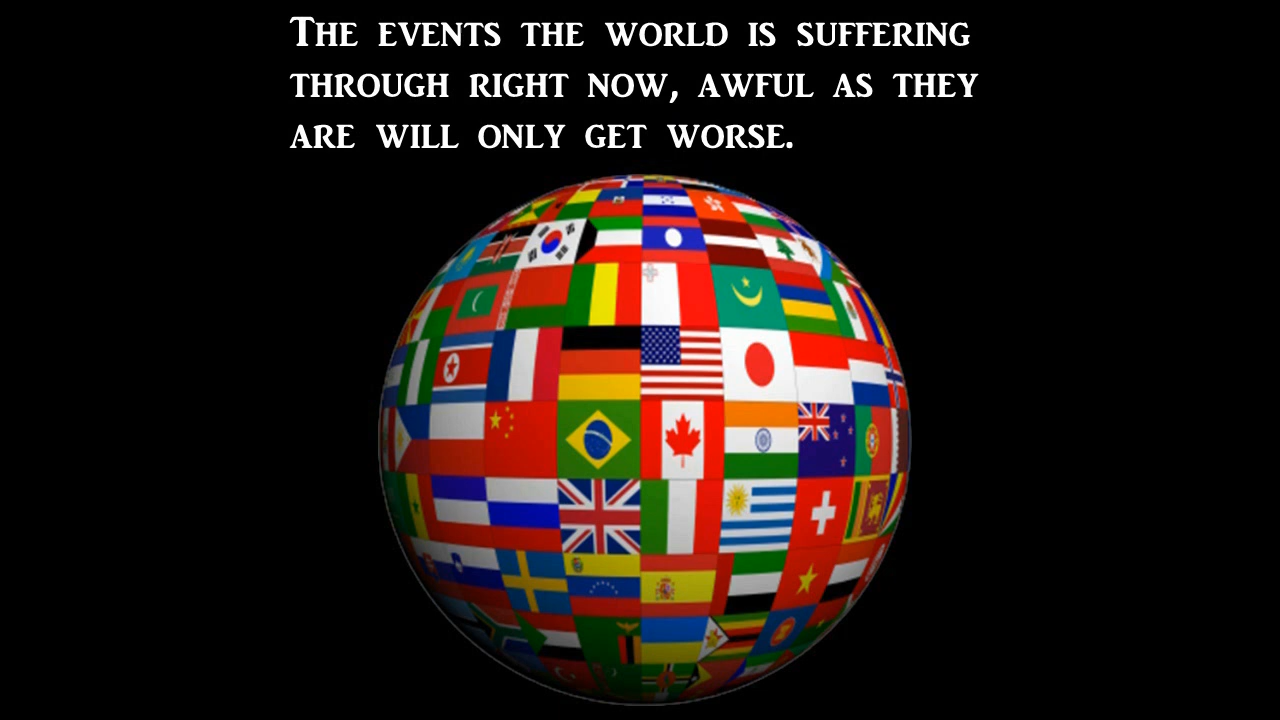 The events the world is suffering
through right now, awful as they
are will only get worse.